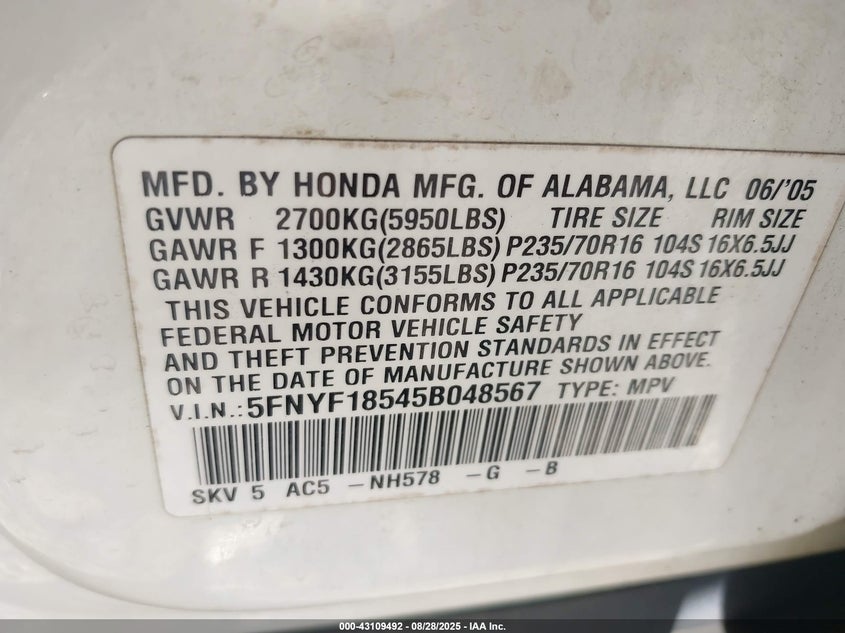 MFD. BY HONDA MFG. OF ALABAMA, LLC 06/'05
GVWR 2700KG(5950LBS) TIRE SIZE RIM SIZE
GAWR F 1300KG(2865LBS) P235/70R16 104S 16X6.5JJ
GAWR R 1430KG(3155LBS) P235/70R16 104S 16X6.5JJ
THIS VEHICLE CONFORMS TO ALL APPLICABLE
FEDERAL MOTOR VEHICLE SAFETY
AND THEFT PREVENTION STANDARDS IN EFFECT
ON THE DATE OF MANUFACTURE SHOWN ABOVE.
V.I.N.: 5FNYF18545B048567 TYPE: MPV
SKV 5 AC5 -NH578 -G -B
000-43109492 - 08/28/2025 - IAA Inc.